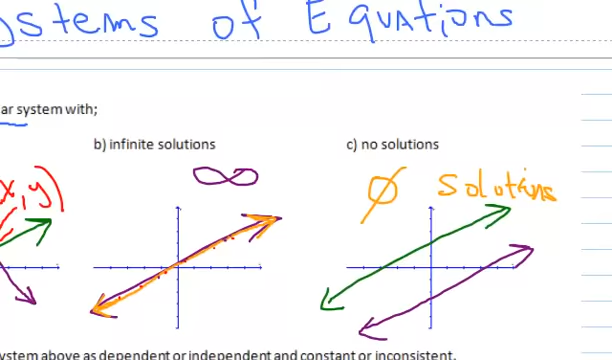 ystems of Equations
ar system with;
b) infinite solutions
c) no solutions
x, y)
∞
∅ Solutions
system above as dependent or independent and constant or inconsistent.